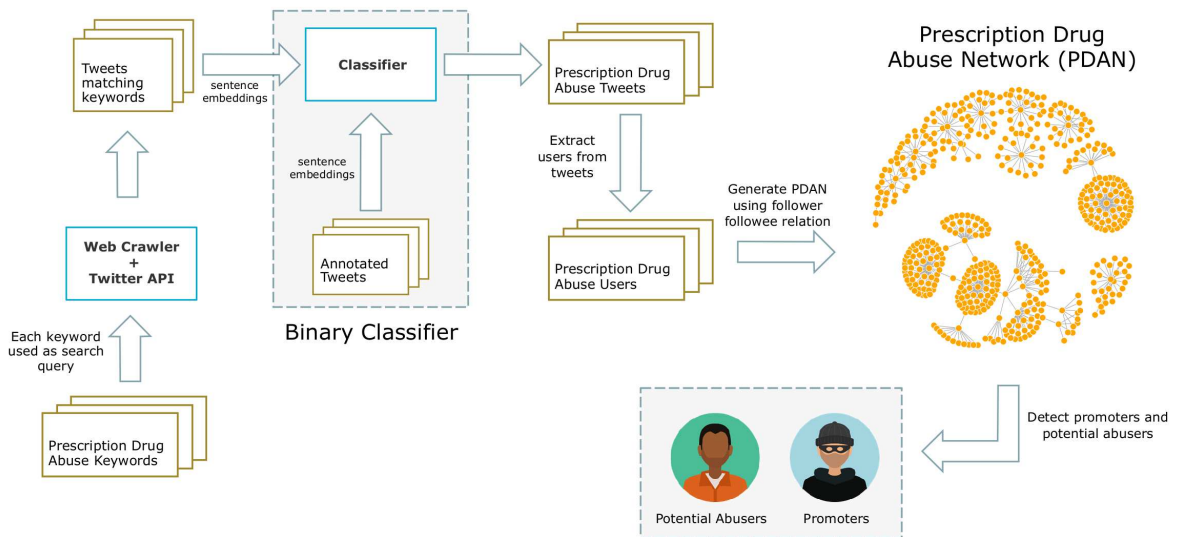 Tweets
matching
keywords
sentence
embeddings
Classifier
sentence
embeddings
Annotated
Tweets
Binary Classifier
Web Crawler
+
Twitter API
Each keyword
used as search
query
Prescription Drug
Abuse Keywords
Prescription Drug
Abuse Tweets
Extract
users from
tweets
Prescription Drug
Abuse Users
Generate PDAN
using follower
followee relation
Prescription Drug
Abuse Network (PDAN)
Detect promoters and
potential abusers
Potential Abusers
Promoters